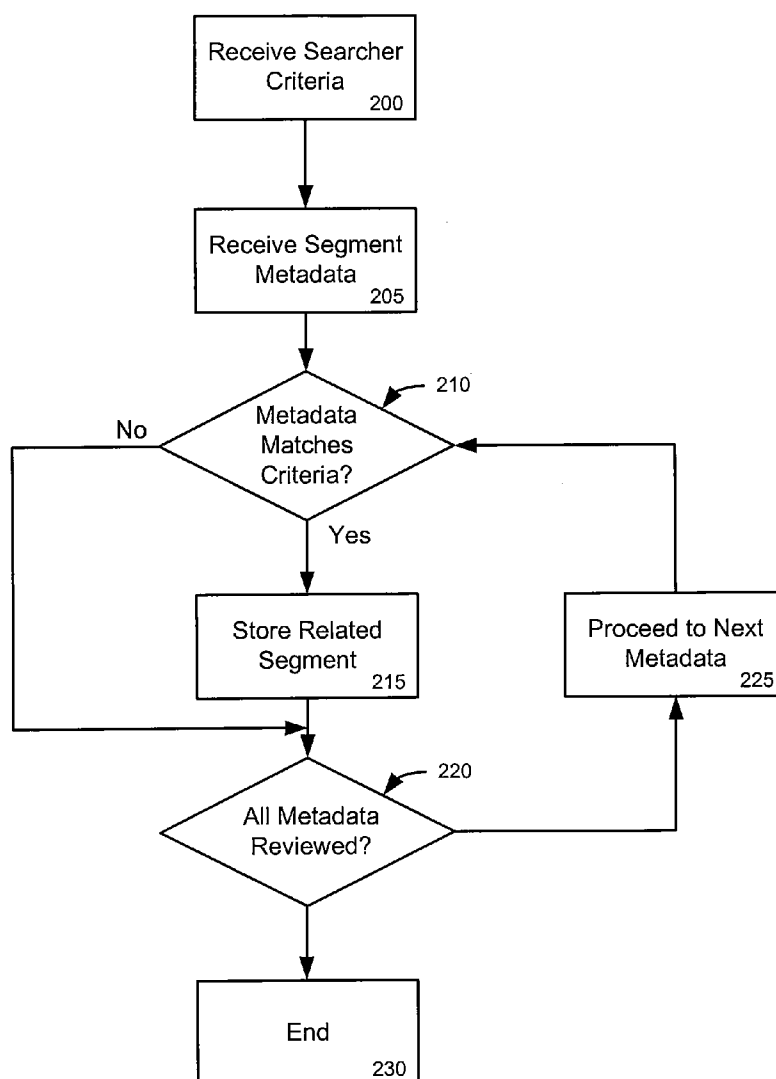 Receive Searcher
Criteria
200
Receive Segment
Metadata
205
210
Metadata
Matches
Criteria?
No
Yes
Store Related
Segment
215
Proceed to Next
Metadata
225
220
All Metadata
Reviewed?
End
230